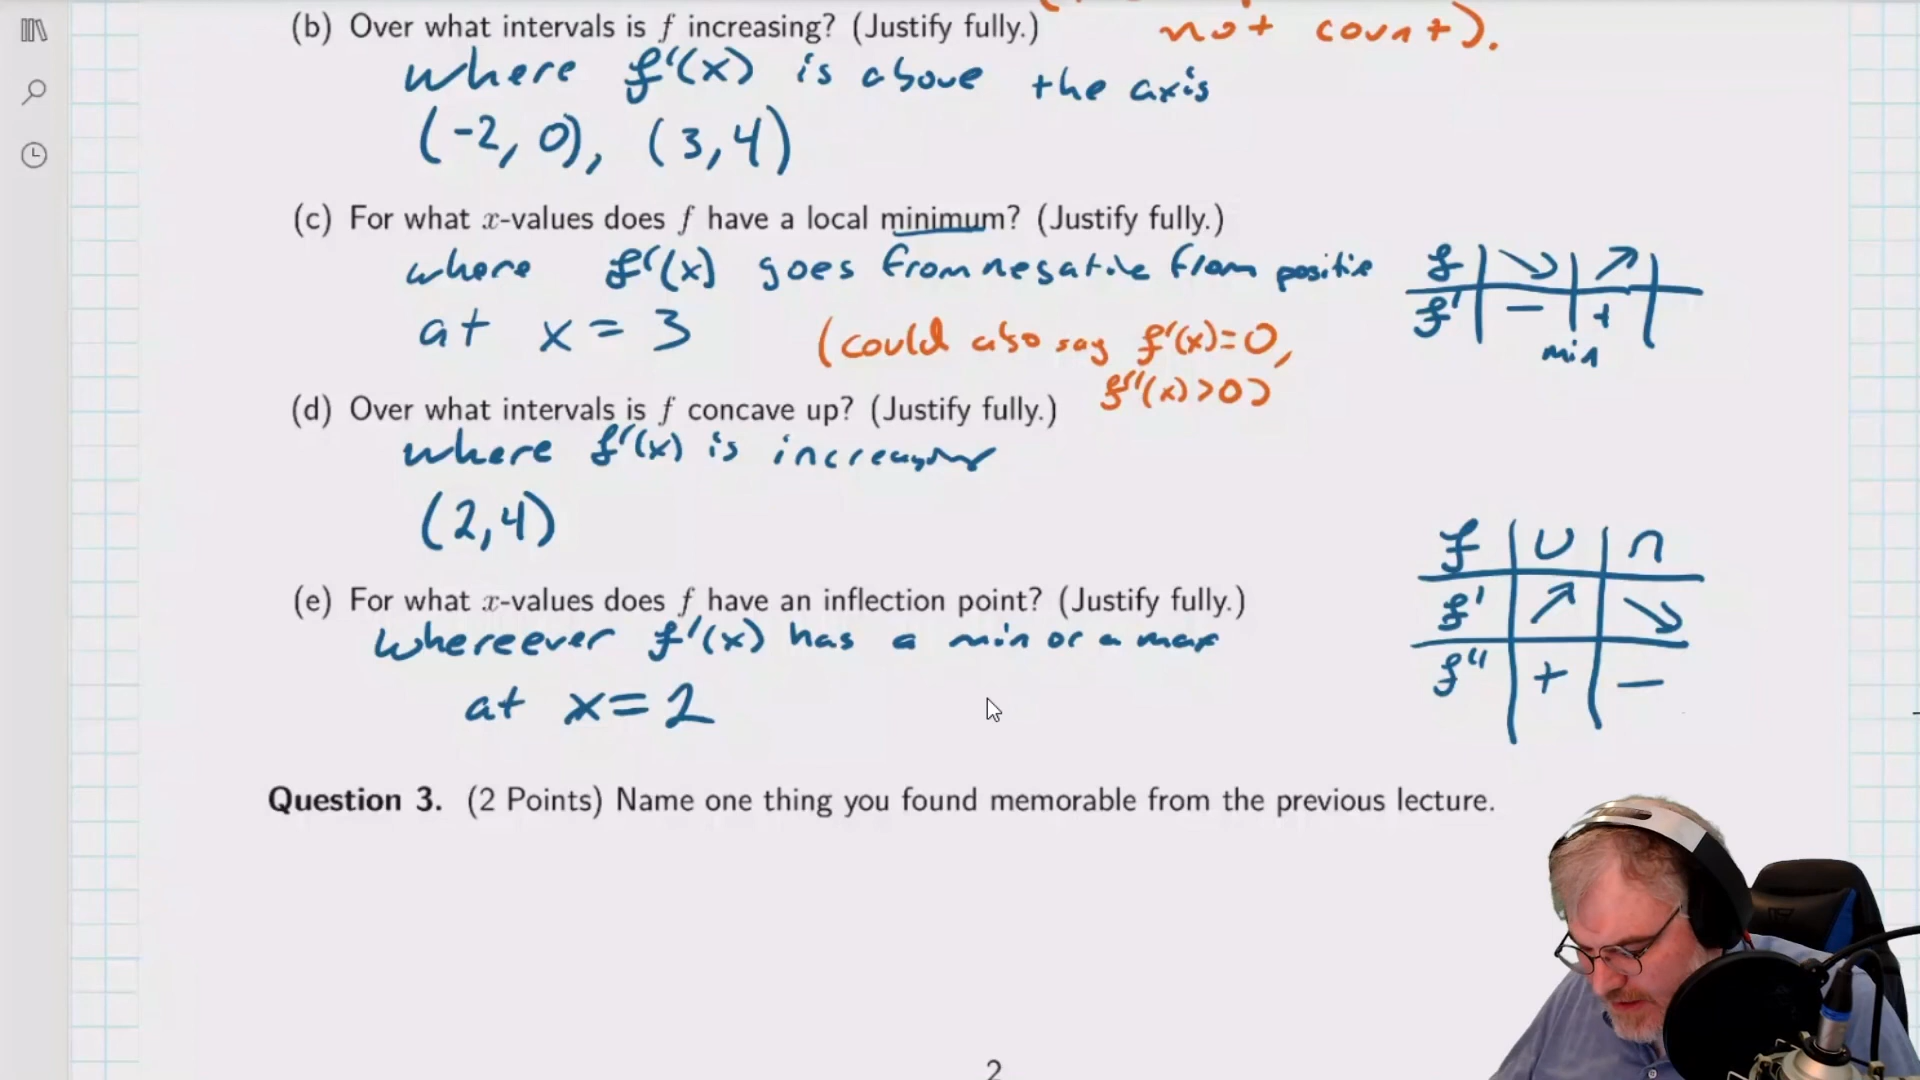 (b) Over what intervals is f increasing? (Justify fully.)
not count).
where f'(x) is above the axis
(-2, 0), (3,4)
(c) For what x-values does f have a local minimum? (Justify fully.)
where f'(x) goes from negative from positive
at x = 3
(could also say f'(x)=0,
f''(x)>0)
f ↘ ↗
f' - +
min
(d) Over what intervals is f concave up? (Justify fully.)
where f'(x) is increasing
(2,4)
f ∪ ∩
f' ↗ ↘
f'' + −
(e) For what x-values does f have an inflection point? (Justify fully.)
Whereever f'(x) has a min or a max
at x=2
Question 3. (2 Points) Name one thing you found memorable from the previous lecture.
2